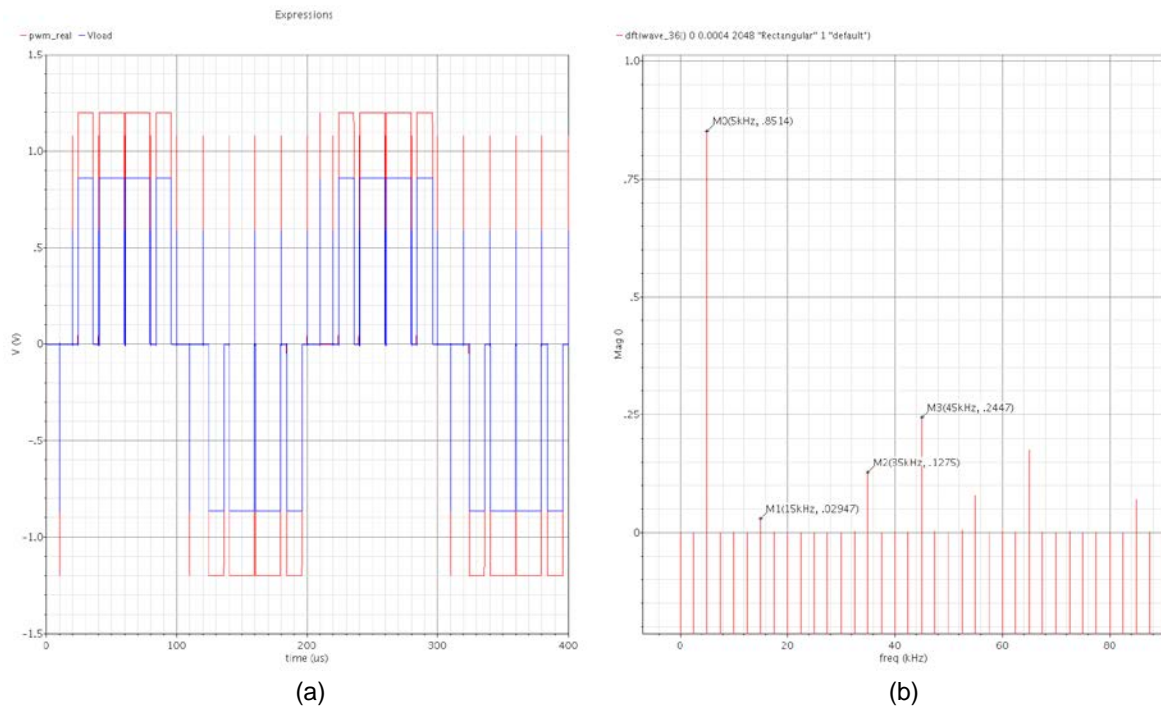 Expressions
pwm_real Vload
1.5
1.0
.5
V (V)
0
-.5
-1.0
-1.5
0
100
200
300
400
time (us)
(a)
dft(wave_36() 0 0.0004 2048 "Rectangular" 1 "default")
1.0
M0(5kHz, .8514)
.75
.5
Mag 0
.25
M3(45kHz, .2447)
M2(35kHz, .1275)
M1(15kHz, .02947)
0
0
20
40
60
80
freq (kHz)
(b)